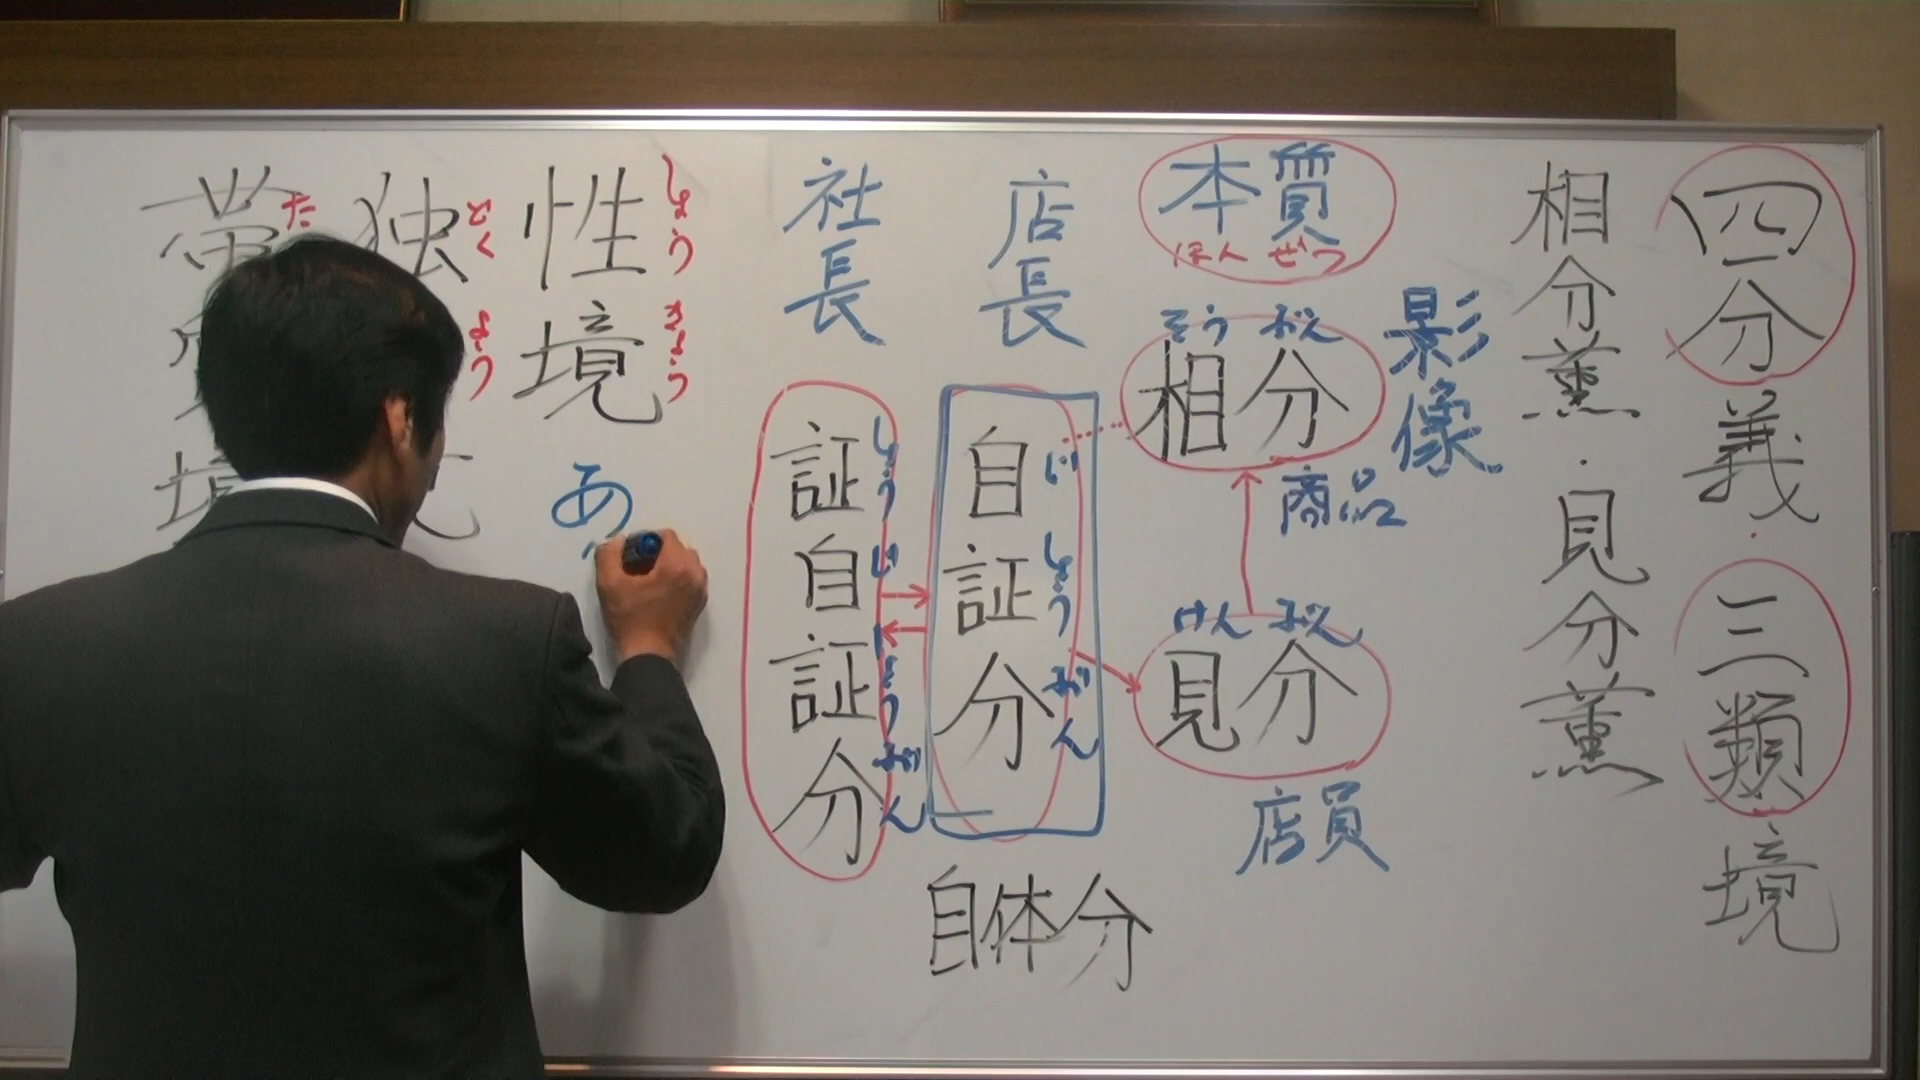 四分義・三類境
相分薫・見分薫
本質
ほんぜつ
影像
そうぶん
相分
商品
けんぶん
見分
店員
店長
自証分
じしょうぶん
自体分
社長
証自証分
しょうじしょうぶん
性境
しょうきょう
独
どく
帯
た
境
あ